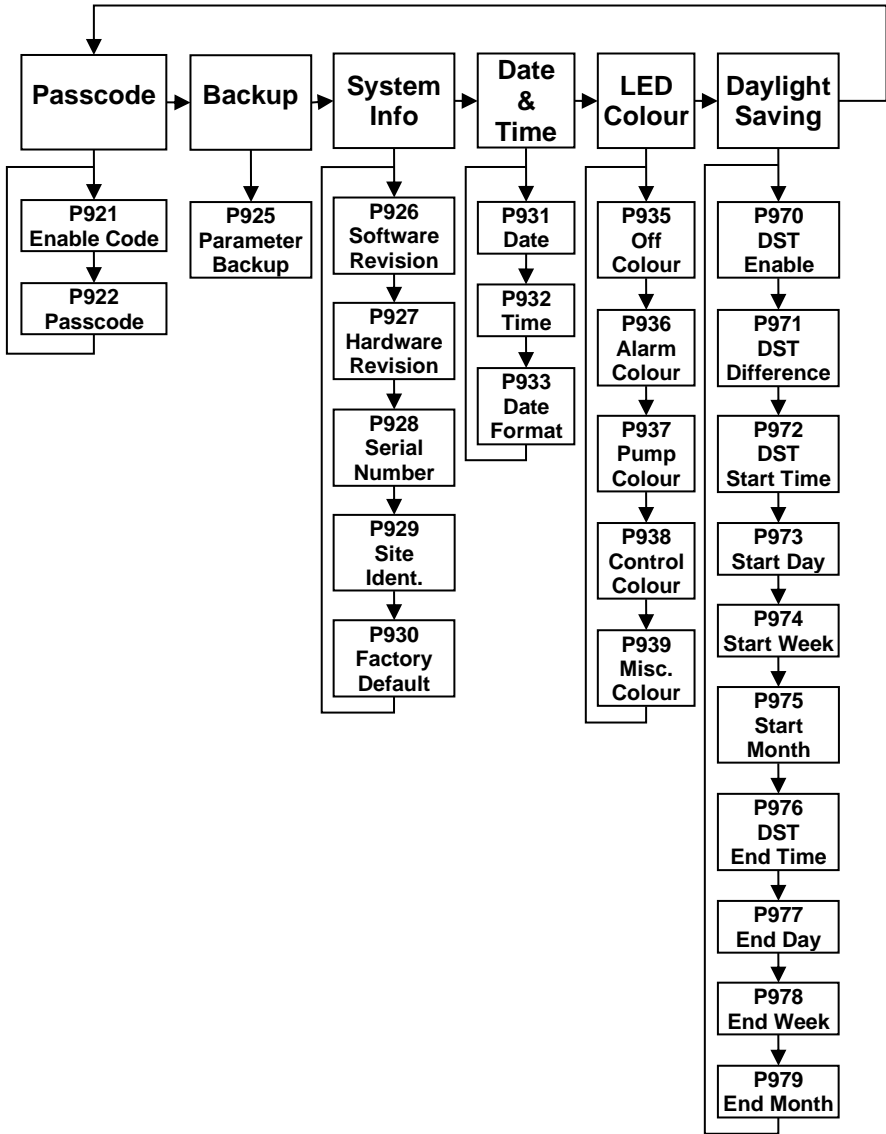 Passcode
Backup
System
Info
Date
&
Time
LED
Colour
Daylight
Saving
P921
Enable Code
P922
Passcode
P925
Parameter
Backup
P926
Software
Revision
P927
Hardware
Revision
P928
Serial
Number
P929
Site
Ident.
P930
Factory
Default
P931
Date
P932
Time
P933
Date
Format
P935
Off
Colour
P936
Alarm
Colour
P937
Pump
Colour
P938
Control
Colour
P939
Misc.
Colour
P970
DST
Enable
P971
DST
Difference
P972
DST
Start Time
P973
Start Day
P974
Start Week
P975
Start
Month
P976
DST
End Time
P977
End Day
P978
End Week
P979
End Month